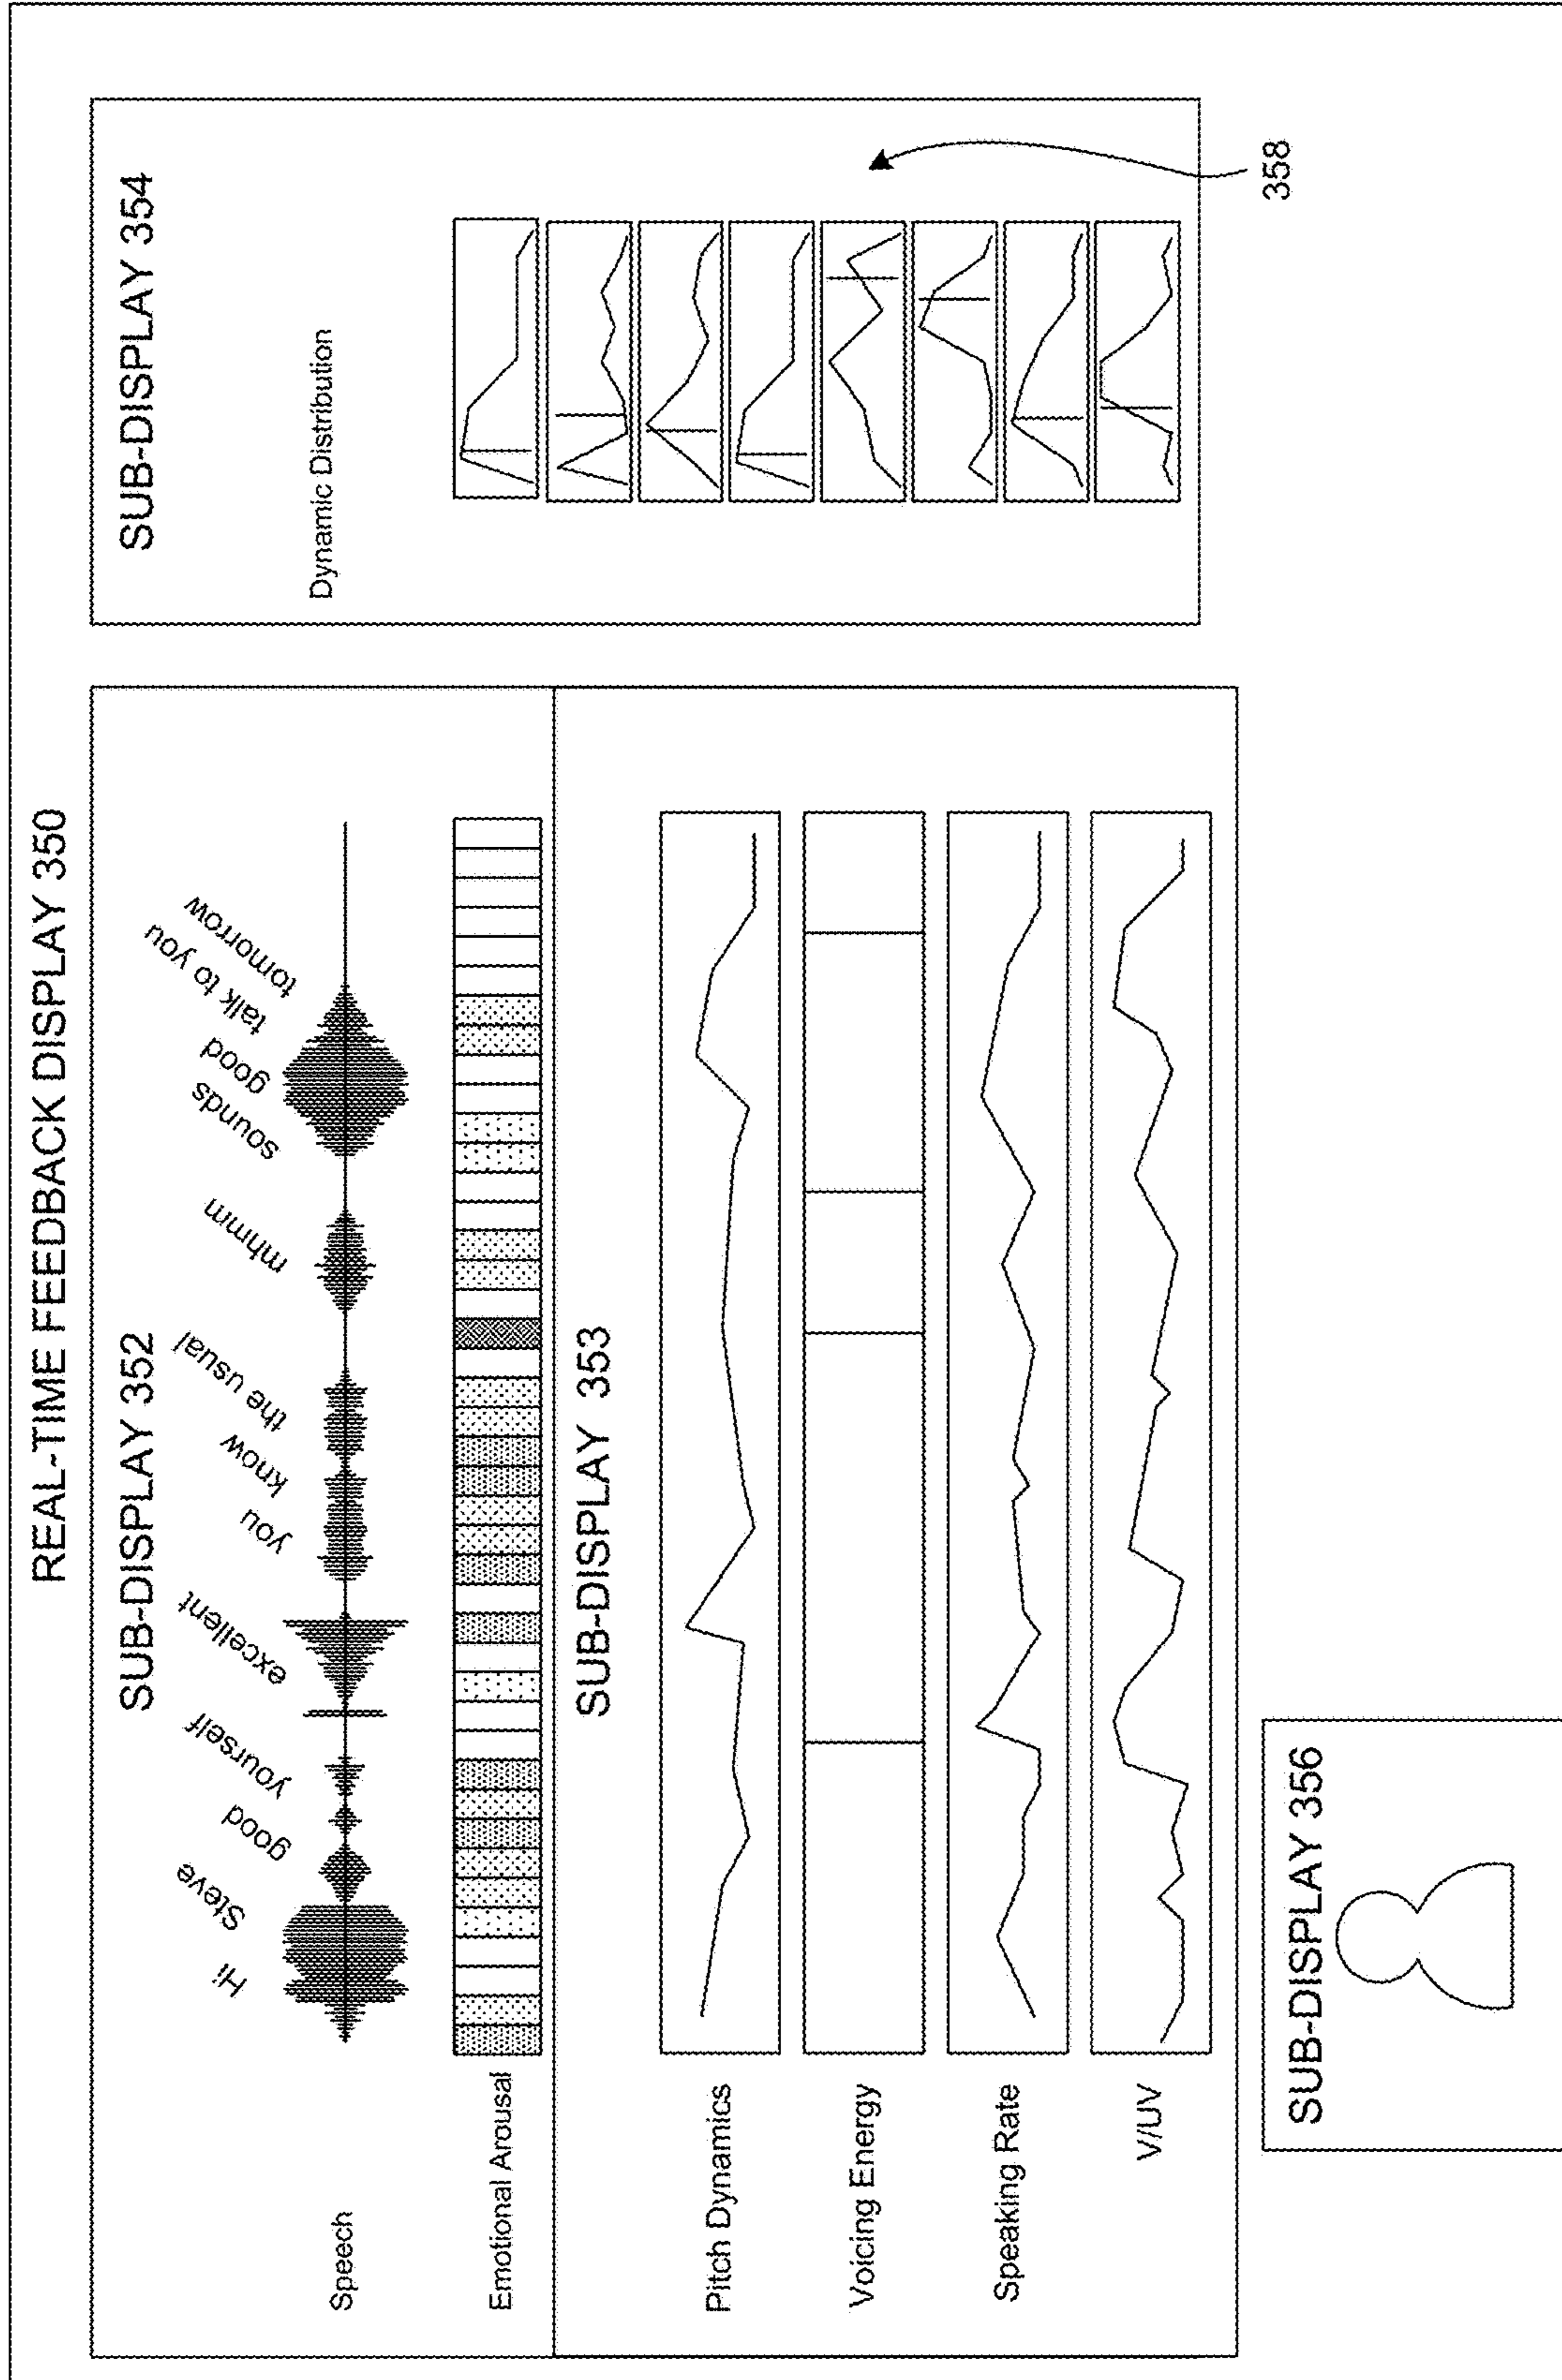 REAL-TIME FEEDBACK DISPLAY 350
SUB-DISPLAY 352
Speech
Hi
Steve
good
yourself
excellent
you
know
the usual
mhmm
sounds
good
talk to you
tomorrow
Emotional Arousal
SUB-DISPLAY 353
Pitch Dynamics
Voicing Energy
Speaking Rate
V/UV
SUB-DISPLAY 354
Dynamic Distribution
358
SUB-DISPLAY 356